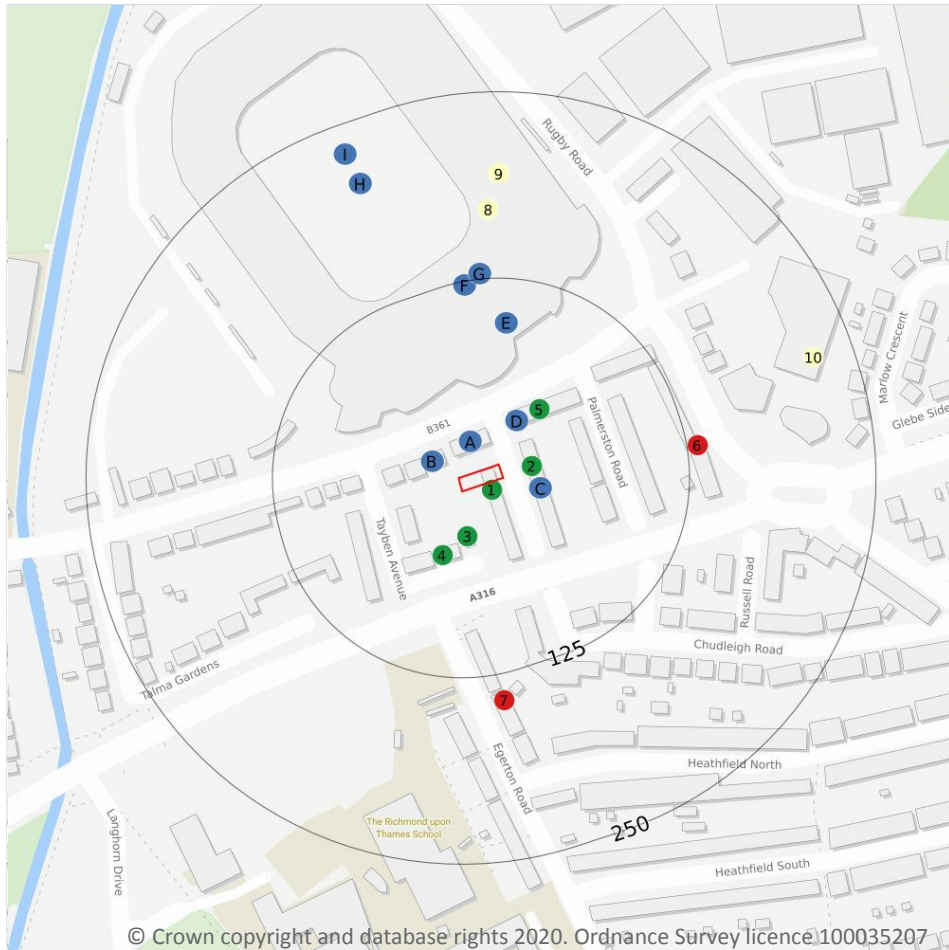 Rugby Road
I
H
9
8
G
F
E
10
Marlow Crescent
Glebe Side
B361
Palmerston Road
D
5
A
B
2
6
C
1
3
4
Tayben Avenue
A316
Russell Road
Chudleigh Road
125
Talma Gardens
7
Egerton Road
Heathfield North
250
Langhorn Drive
The Richmond upon
Thames School
Heathfield South
© Crown copyright and database rights 2020. Ordnance Survey licence 100035207